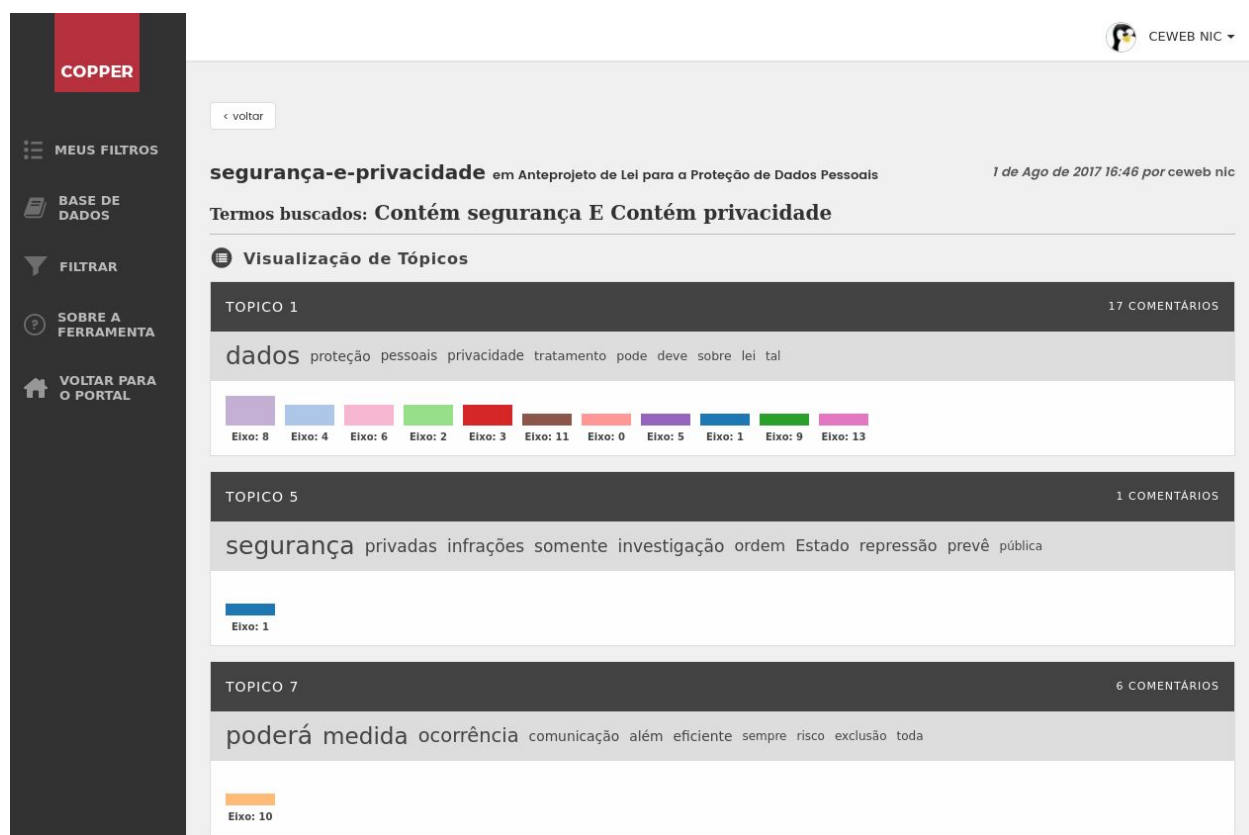 COPPER
CEWEB NIC
MEUS FILTROS
BASE DE
DADOS
FILTRAR
SOBRE A
FERRAMENTA
VOLTAR PARA
O PORTAL
‹ voltar
segurança-e-privacidade em Anteprojeto de Lei para a Proteção de Dados Pessoais 1 de Ago de 2017 16:46 por ceweb nic
Termos buscados: Contém segurança E Contém privacidade
Visualização de Tópicos
TOPICO 1 17 COMENTÁRIOS
dados proteção pessoais privacidade tratamento pode deve sobre lei tal
Eixo: 8 Eixo: 4 Eixo: 6 Eixo: 2 Eixo: 3 Eixo: 11 Eixo: 0 Eixo: 5 Eixo: 1 Eixo: 9 Eixo: 13
TOPICO 5 1 COMENTÁRIOS
segurança privadas infrações somente investigação ordem Estado repressão prevê pública
Eixo: 1
TOPICO 7 6 COMENTÁRIOS
poderá medida ocorrência comunicação além eficiente sempre risco exclusão toda
Eixo: 10